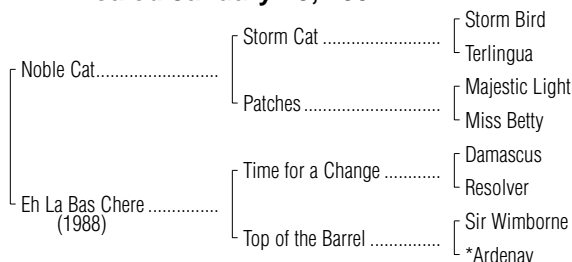 Storm Bird
Storm Cat
Terlingua
Noble Cat
Majestic Light
Patches
Miss Betty
Damascus
Time for a Change
Resolver
Eh La Bas Chere
(1988)
Sir Wimborne
Top of the Barrel
*Ardenay